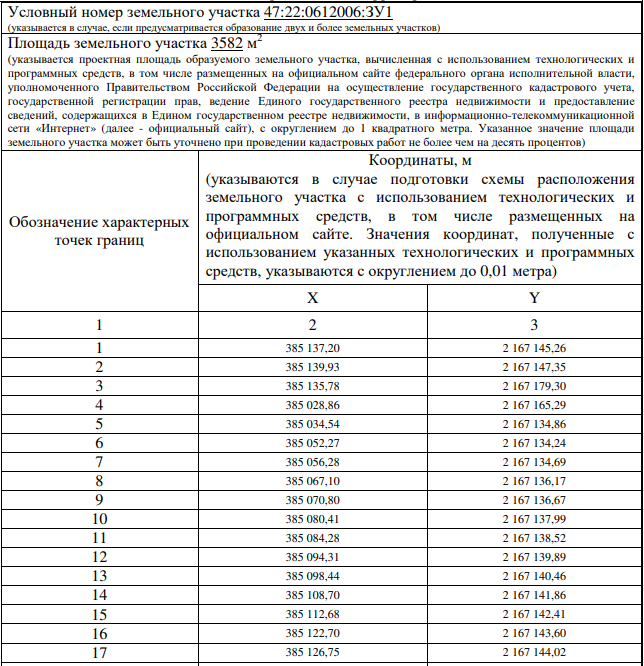 Условный номер земельного участка 47:22:0612006:ЗУ1
(указывается в случае, если предусматривается образование двух и более земельных участков)
Площадь земельного участка 3582 м²
(указывается проектная площадь образуемого земельного участка, вычисленная с использованием технологических и
программных средств, в том числе размещенных на официальном сайте федерального органа исполнительной власти,
уполномоченного Правительством Российской Федерации на осуществление государственного кадастрового учета,
государственной регистрации прав, ведение Единого государственного реестра недвижимости и предоставление
сведений, содержащихся в Едином государственном реестре недвижимости, в информационно-телекоммуникационной
сети «Интернет» (далее - официальный сайт), с округлением до 1 квадратного метра. Указанное значение площади
земельного участка может быть уточнено при проведении кадастровых работ не более чем на десять процентов)
Обозначение характерных
точек границ
Координаты, м
(указываются в случае подготовки схемы расположения
земельного участка с использованием технологических и
программных средств, в том числе размещенных на
официальном сайте. Значения координат, полученные с
использованием указанных технологических и программных
средств, указываются с округлением до 0,01 метра)
X Y
1 2 3
1 385 137,20 2 167 145,26
2 385 139,93 2 167 147,35
3 385 135,78 2 167 179,30
4 385 028,86 2 167 165,29
5 385 034,54 2 167 134,86
6 385 052,27 2 167 134,24
7 385 056,28 2 167 134,69
8 385 067,10 2 167 136,17
9 385 070,80 2 167 136,67
10 385 080,41 2 167 137,99
11 385 084,28 2 167 138,52
12 385 094,31 2 167 139,89
13 385 098,44 2 167 140,46
14 385 108,70 2 167 141,86
15 385 112,68 2 167 142,41
16 385 122,70 2 167 143,60
17 385 126,75 2 167 144,02